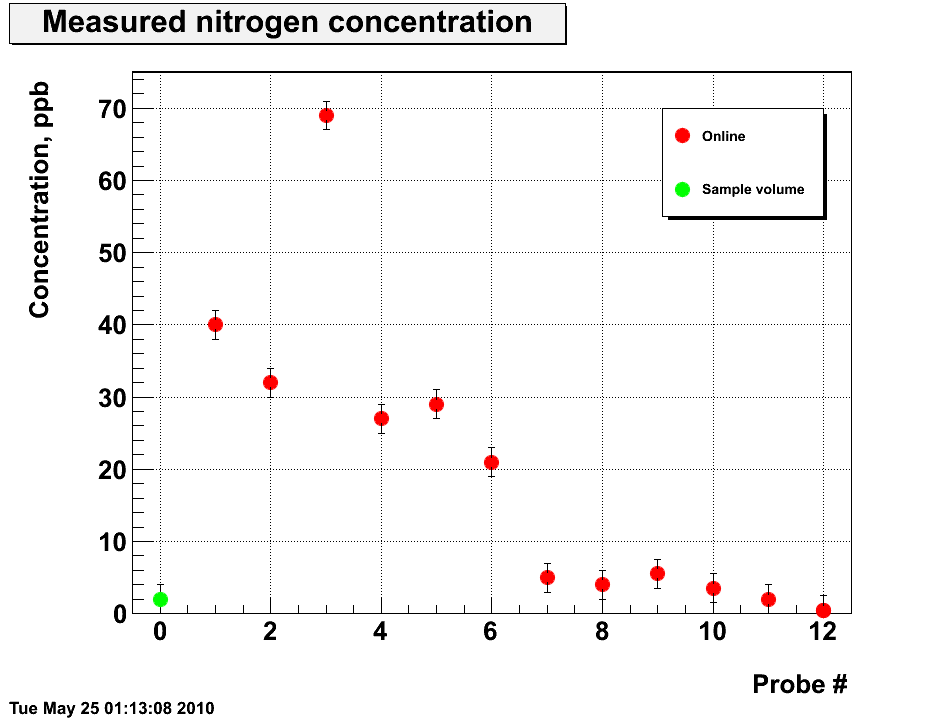 Measured nitrogen concentration
Concentration, ppb
70
60
50
40
30
20
10
0
Online
Sample volume
0 2 4 6 8 10 12
Probe #
Tue May 25 01:13:08 2010